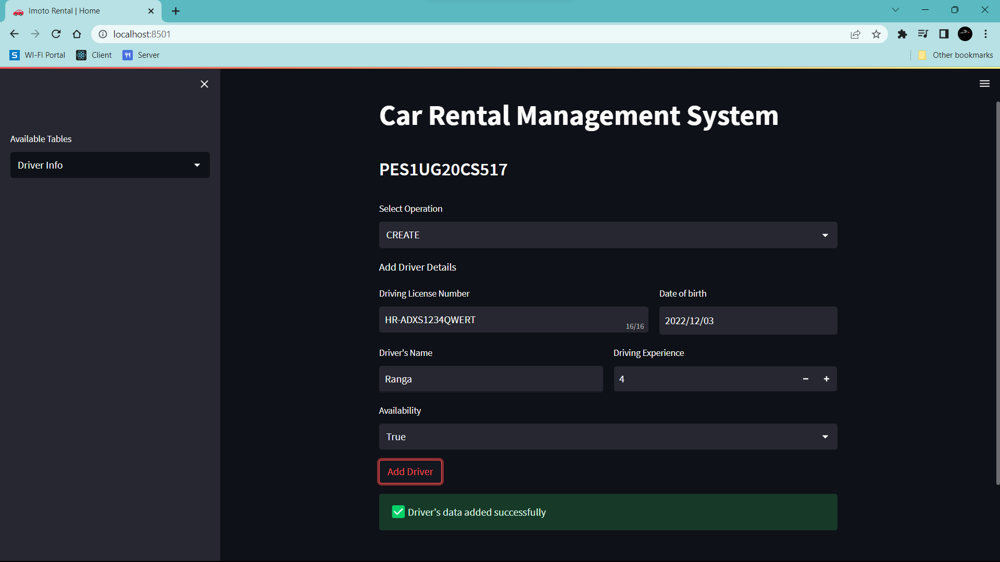 Imoto Rental | Home
localhost:8501
WI-FI Portal
Client
Server
Other bookmarks
Available Tables
Driver Info
Car Rental Management System
PES1UG20CS517
Select Operation
CREATE
Add Driver Details
Driving License Number
Date of birth
HR-ADXS1234QWERT
16/16
2022/12/03
Driver's Name
Driving Experience
Ranga
4
Availability
True
Add Driver
Driver's data added successfully